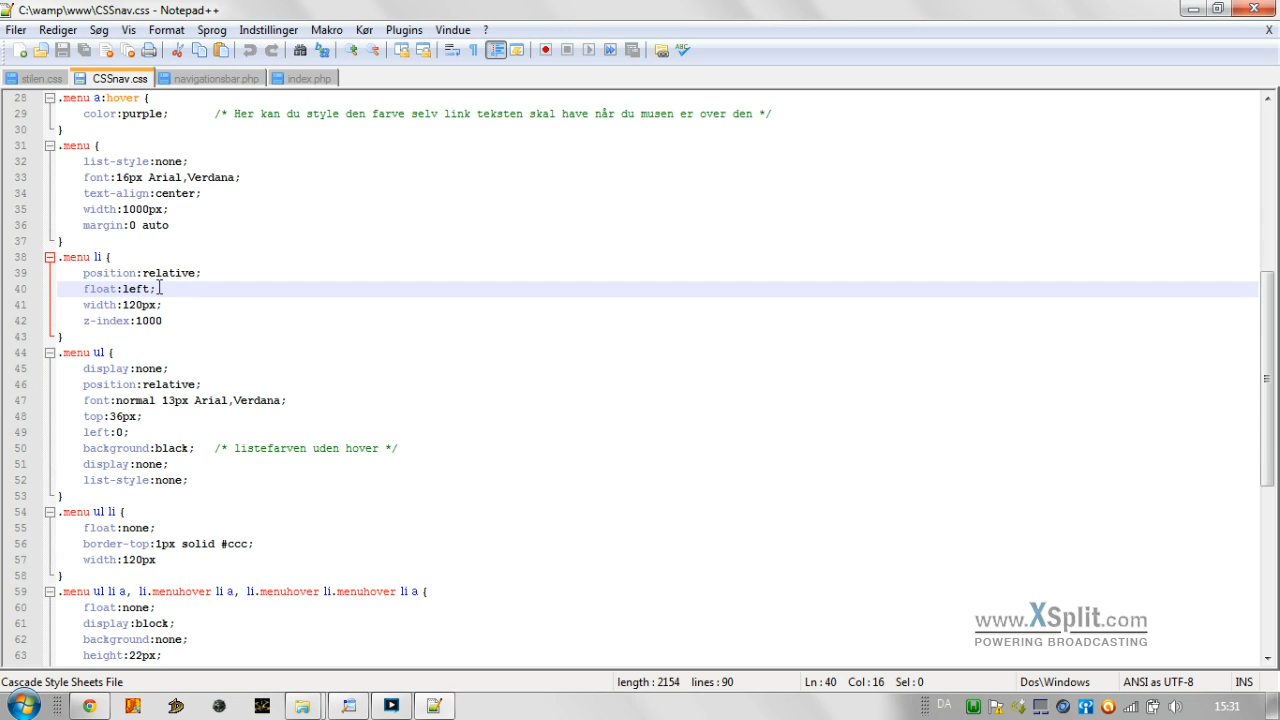 C:\wamp\www\CSSnav.css - Notepad++
Filer Rediger Søg Vis Format Sprog Indstillinger Makro Kør Plugins Vindue ? X
stilen.css CSSnav.css navigationsbar.php index.php
28 .menu a:hover {
29 color:purple; /* Her kan du style den farve selv link teksten skal have når du musen er over den */
30 }
31 .menu {
32 list-style:none;
33 font:16px Arial,Verdana;
34 text-align:center;
35 width:1000px;
36 margin:0 auto
37 }
38 .menu li {
39 position:relative;
40 float:left;
41 width:120px;
42 z-index:1000
43 }
44 .menu ul {
45 display:none;
46 position:relative;
47 font:normal 13px Arial,Verdana;
48 top:36px;
49 left:0;
50 background:black; /* listefarven uden hover */
51 display:none;
52 list-style:none;
53 }
54 .menu ul li {
55 float:none;
56 border-top:1px solid #ccc;
57 width:120px
58 }
59 .menu ul li a, li.menuhover li a, li.menuhover li.menuhover li a {
60 float:none;
61 display:block;
62 background:none;
63 height:22px;
www.XSplit.com
POWERING BROADCASTING
Cascade Style Sheets File length : 2154 lines : 90 Ln : 40 Col : 16 Sel : 0 Dos\Windows ANSI as UTF-8 INS
DA 15:31